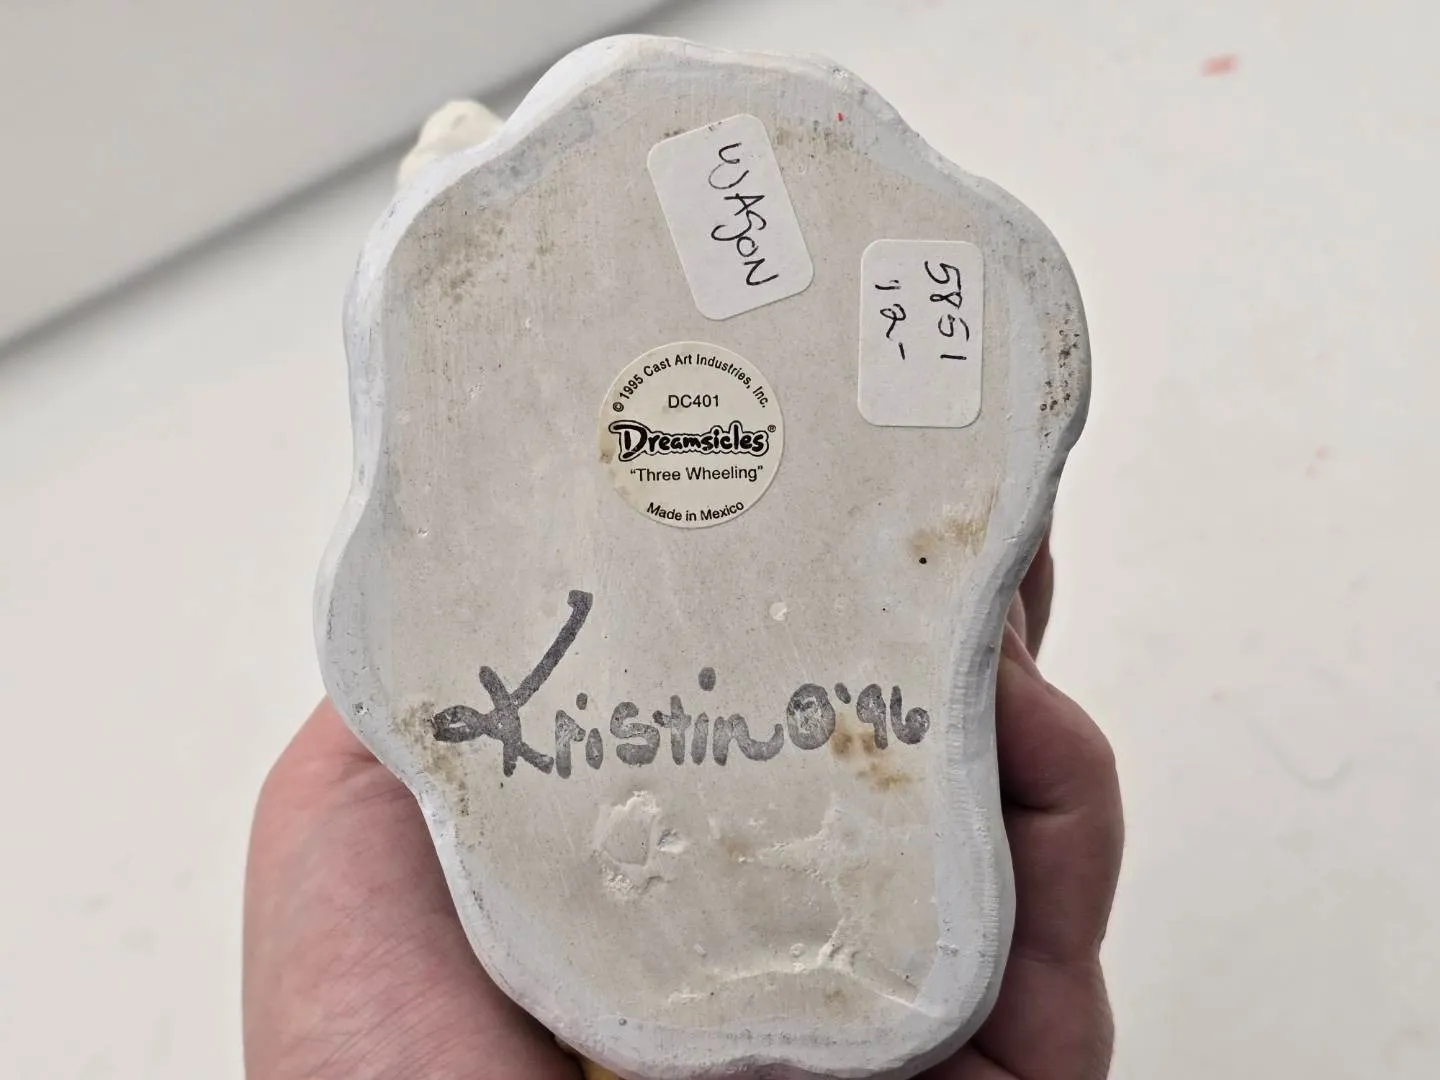 WAGON
5851
12-
© 1995 Cast Art Industries, Inc.
DC401
Dreamsicles®
"Three Wheeling"
Made in Mexico
Kristin @ '96